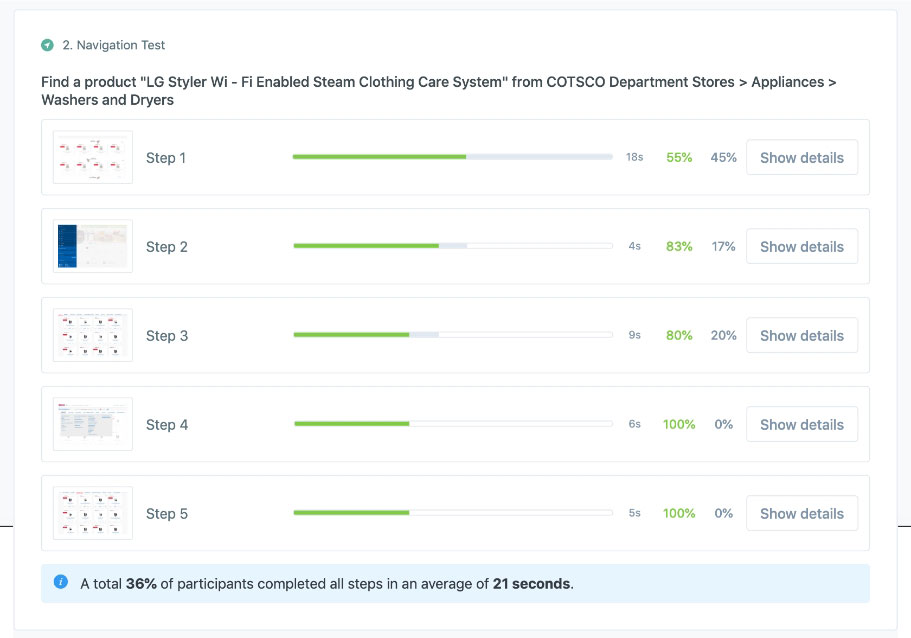 2. Navigation Test
Find a product "LG Styler Wi - Fi Enabled Steam Clothing Care System" from COTSCO Department Stores > Appliances >
Washers and Dryers
Step 1 18s 55% 45% Show details
Step 2 4s 83% 17% Show details
Step 3 9s 80% 20% Show details
Step 4 6s 100% 0% Show details
Step 5 5s 100% 0% Show details
A total 36% of participants completed all steps in an average of 21 seconds.